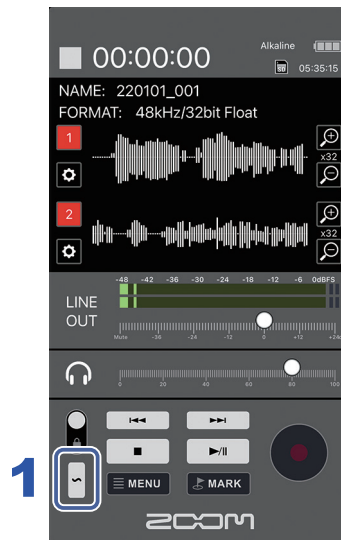 00:00:00
Alkaline
05:35:15
NAME: 220101_001
FORMAT: 48kHz/32bit Float
1
x32
2
x32
-48 -42 -36 -30 -24 -18 -12 -6 0dBFS
LINE
OUT
Mute -36 -24 -12 0 +12 +24
0 20 40 60 80 100
1
MENU
MARK
ZOOM